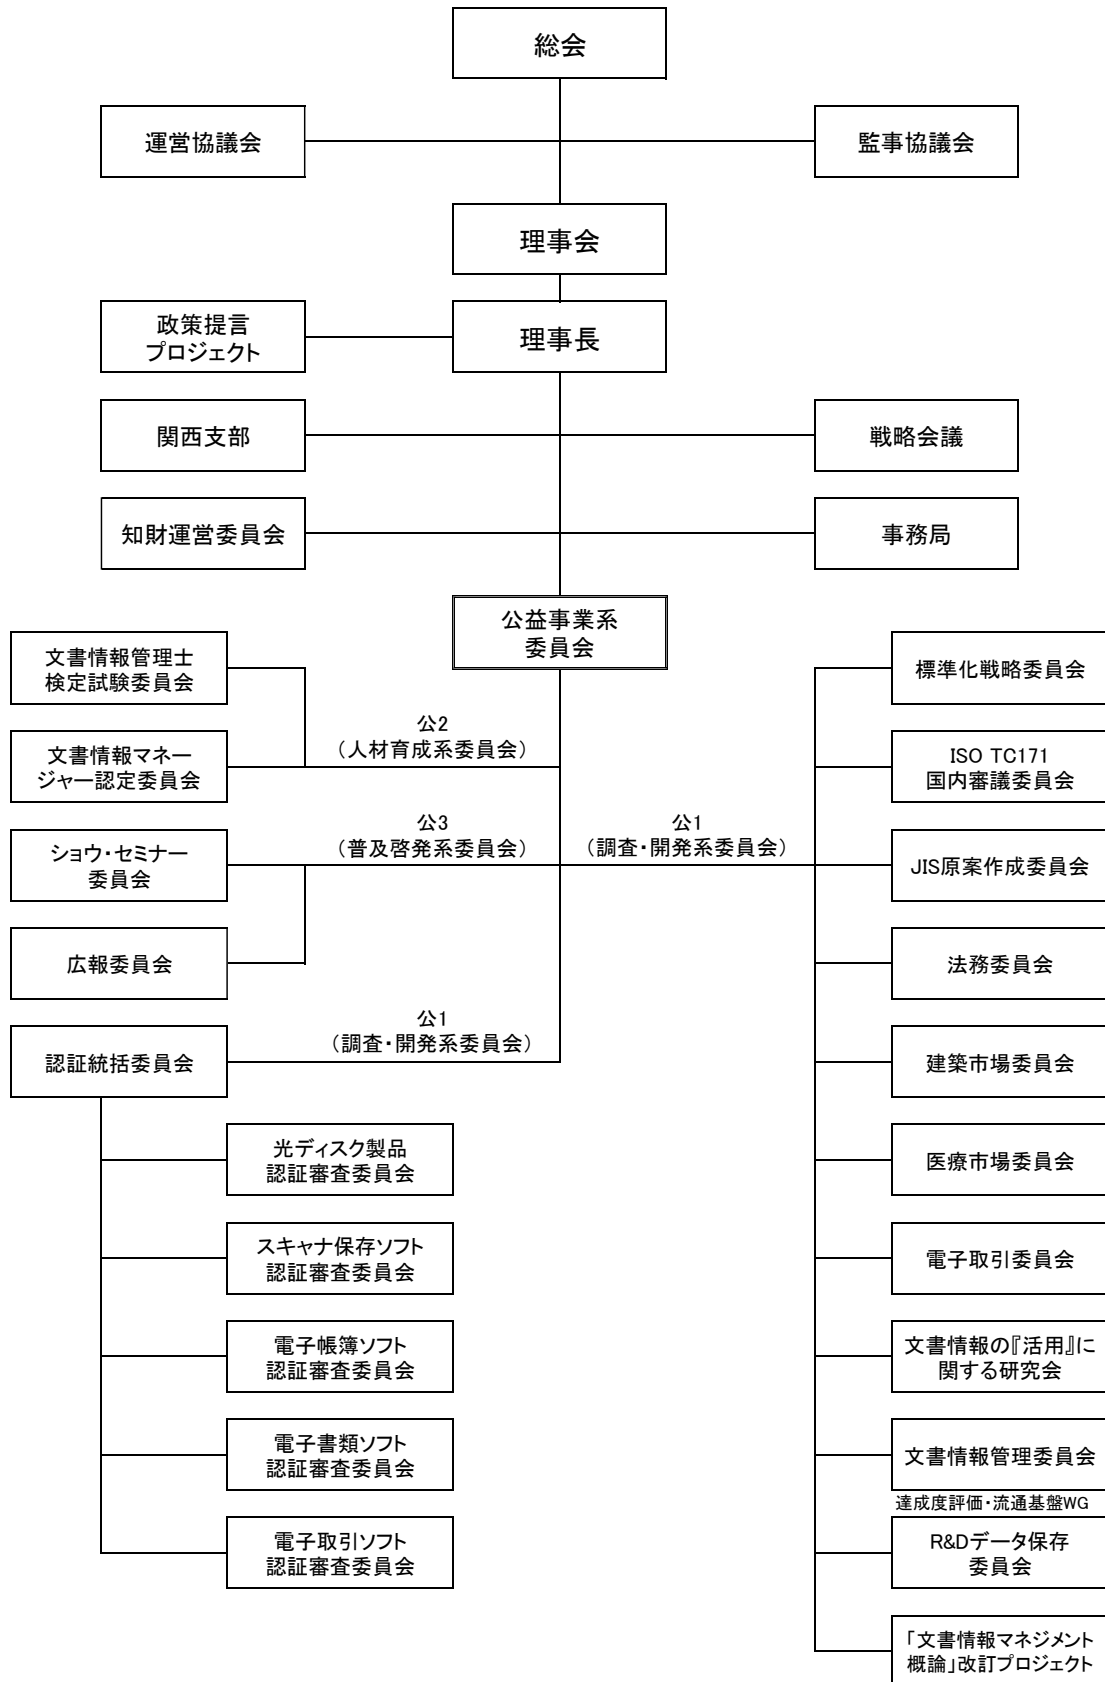 総会
運営協議会
監事協議会
理事会
政策提言
プロジェクト
理事長
関西支部
戦略会議
知財運営委員会
事務局
公益事業系
委員会
文書情報管理士
検定試験委員会
公2
（人材育成系委員会）
文書情報マネー
ジャー認定委員会
公3
（普及啓発系委員会）
ショウ・セミナー
委員会
広報委員会
公1
（調査・開発系委員会）
認証統括委員会
光ディスク製品
認証審査委員会
スキャナ保存ソフト
認証審査委員会
電子帳簿ソフト
認証審査委員会
電子書類ソフト
認証審査委員会
電子取引ソフト
認証審査委員会
公1
（調査・開発系委員会）
標準化戦略委員会
ISO TC171
国内審議委員会
JIS原案作成委員会
法務委員会
建築市場委員会
医療市場委員会
電子取引委員会
文書情報の『活用』に
関する研究会
文書情報管理委員会
達成度評価・流通基盤WG
R&Dデータ保存
委員会
「文書情報マネジメント
概論」改訂プロジェクト